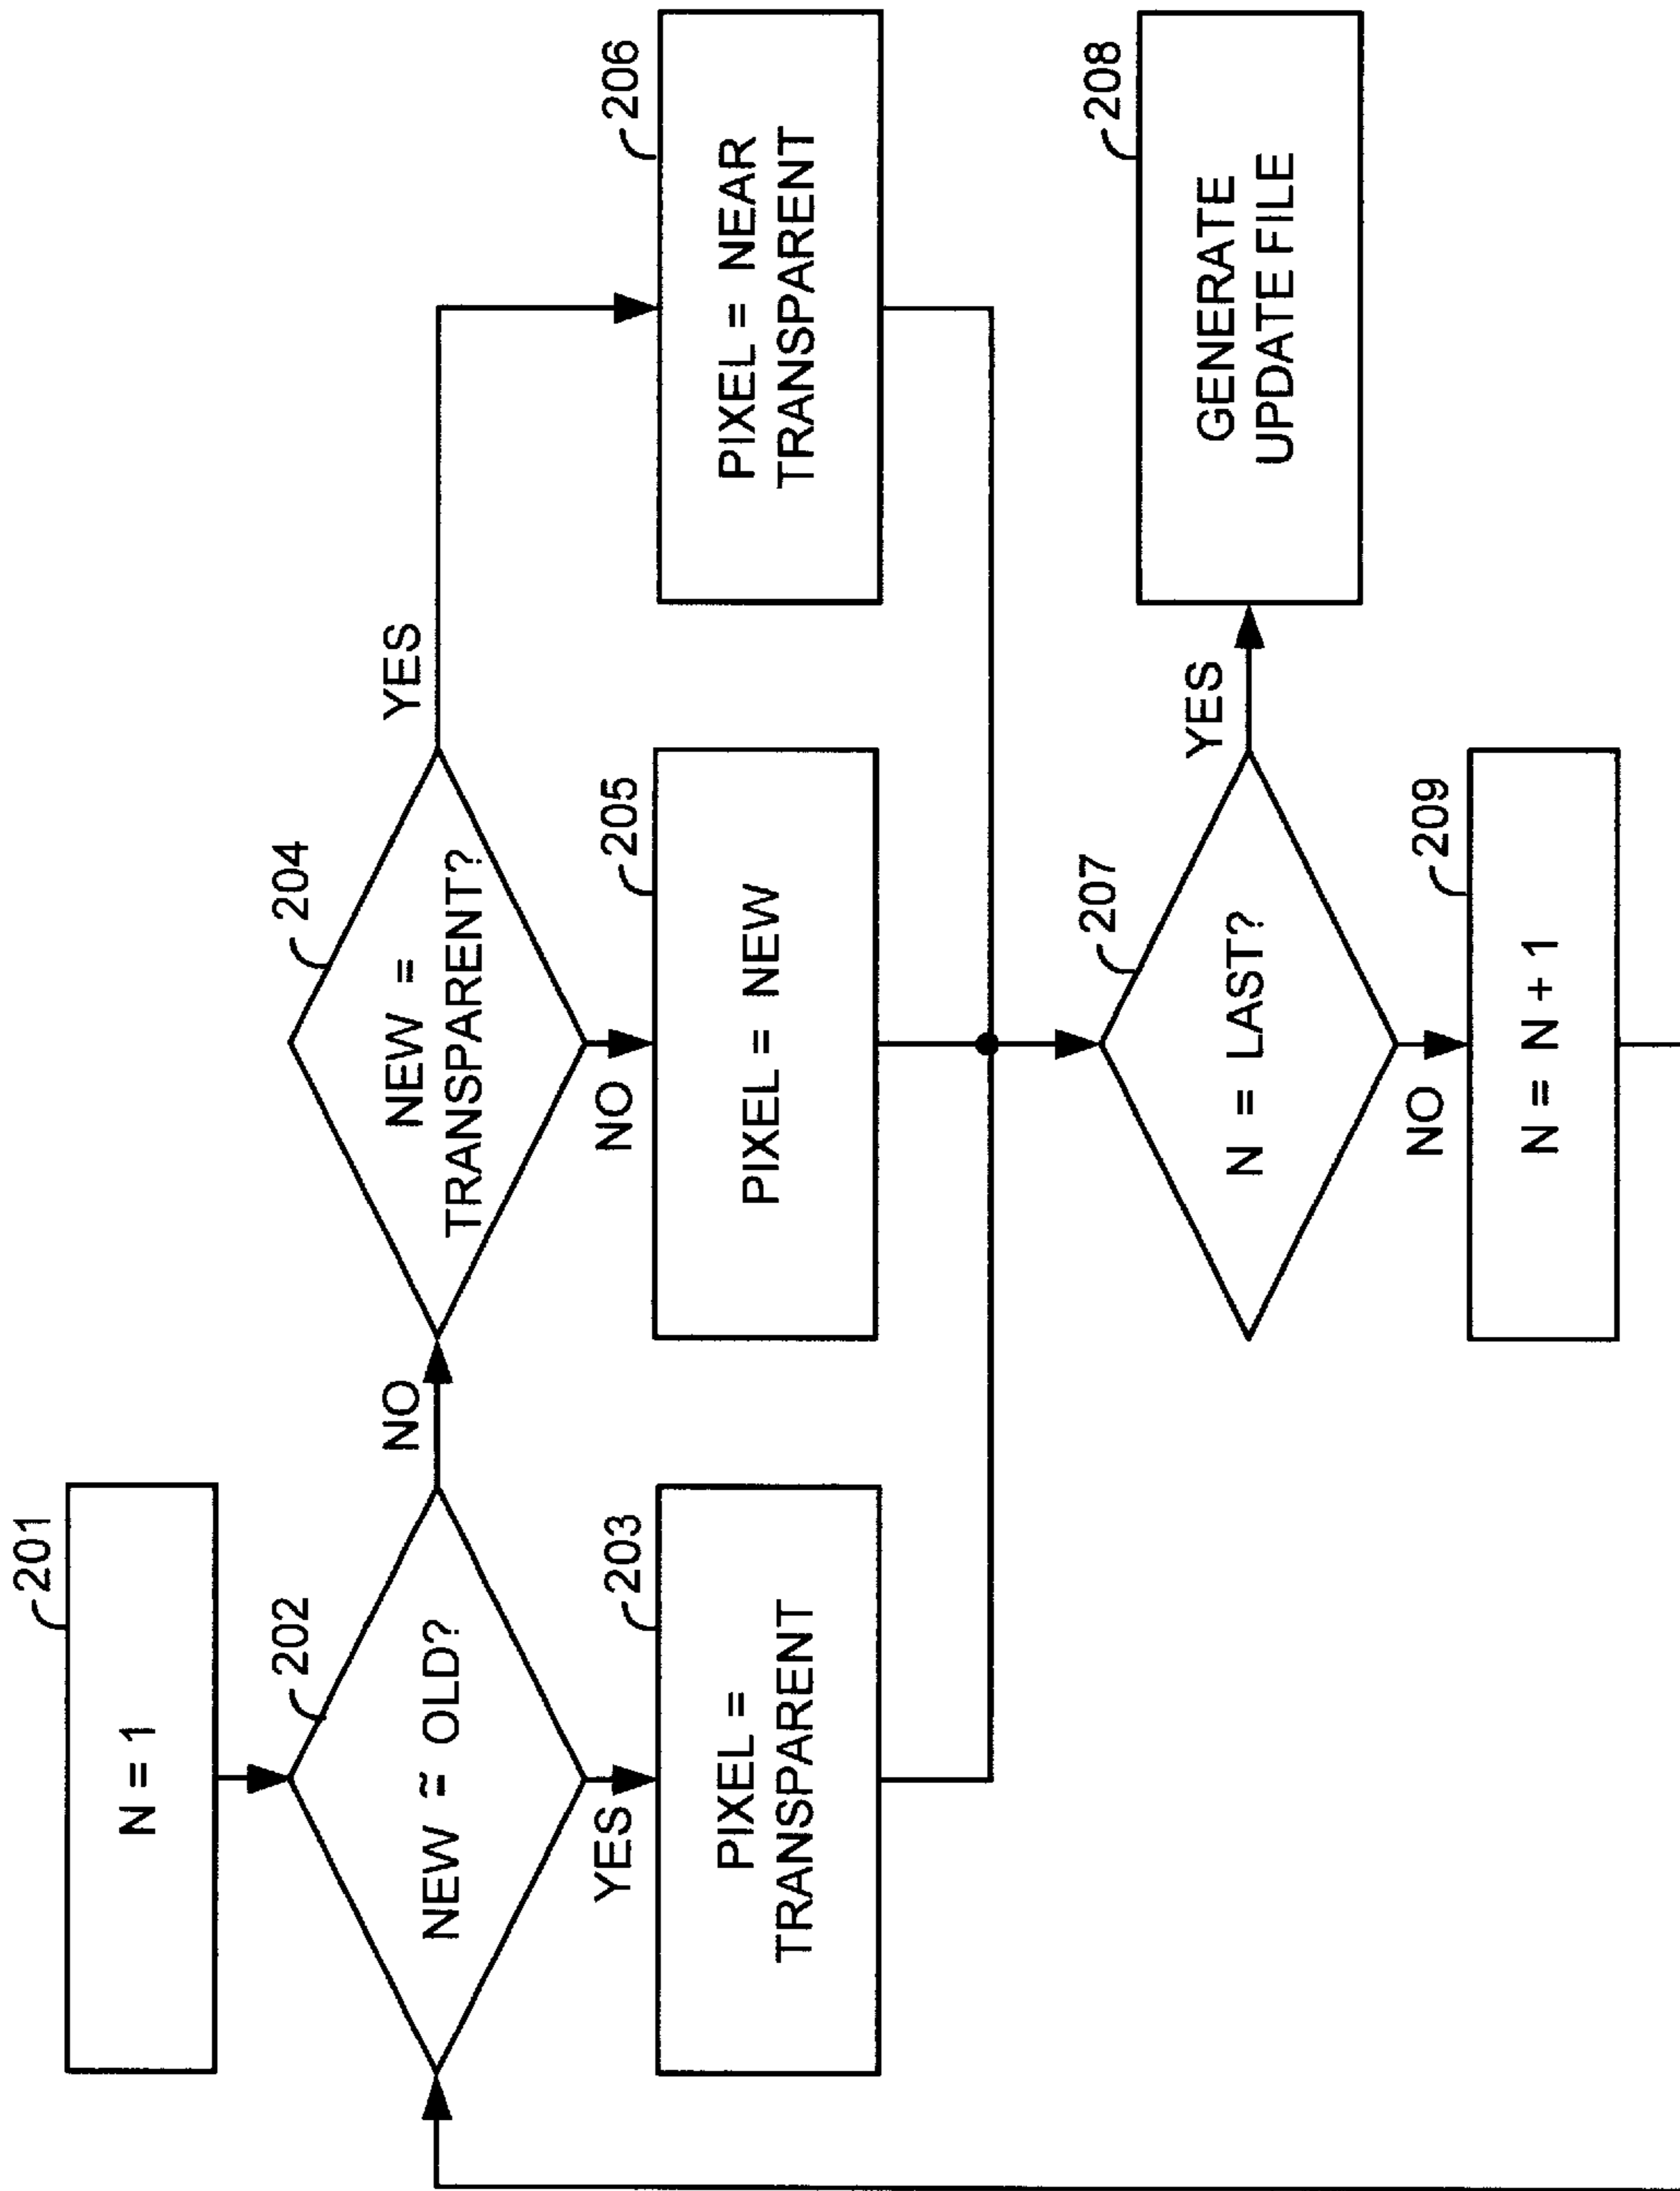 201
N = 1
202
NEW ≅ OLD?
NO
YES
203
PIXEL =
TRANSPARENT
204
NEW =
TRANSPARENT?
YES
NO
205
PIXEL = NEW
206
PIXEL = NEAR
TRANSPARENT
207
N = LAST?
YES
NO
208
GENERATE
UPDATE FILE
209
N = N + 1